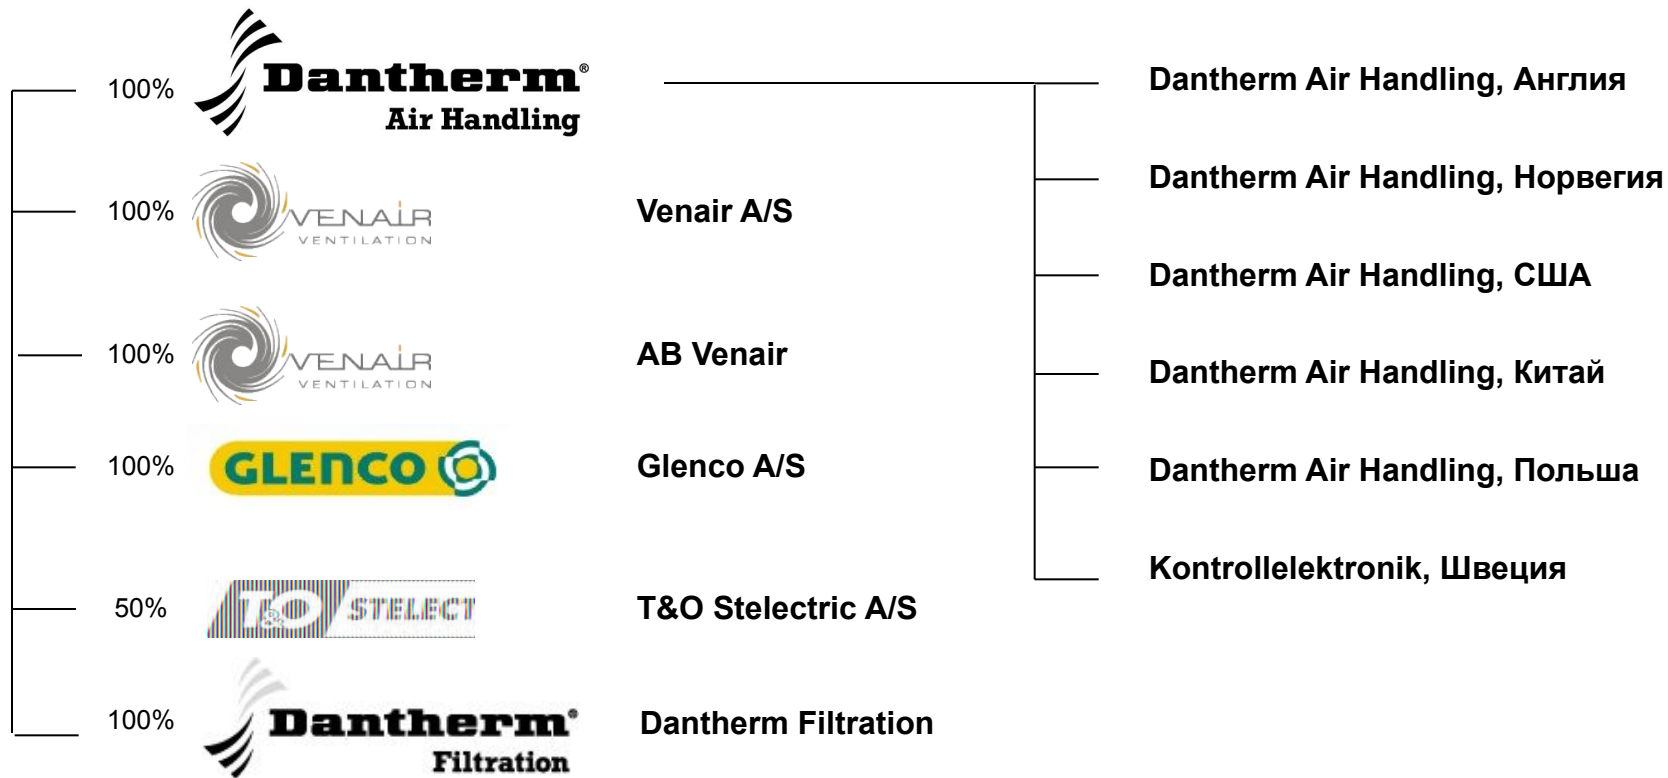 100%
Dantherm®
Air Handling
Dantherm Air Handling, Англия
Dantherm Air Handling, Норвегия
100%
VENAIR
VENTILATION
Venair A/S
Dantherm Air Handling, США
100%
VENAIR
VENTILATION
AB Venair
Dantherm Air Handling, Китай
100%
GLENCO
Glenco A/S
Dantherm Air Handling, Польша
Kontrollelektronik, Швеция
50%
T&O STELECT
T&O Stelectric A/S
100%
Dantherm®
Filtration
Dantherm Filtration